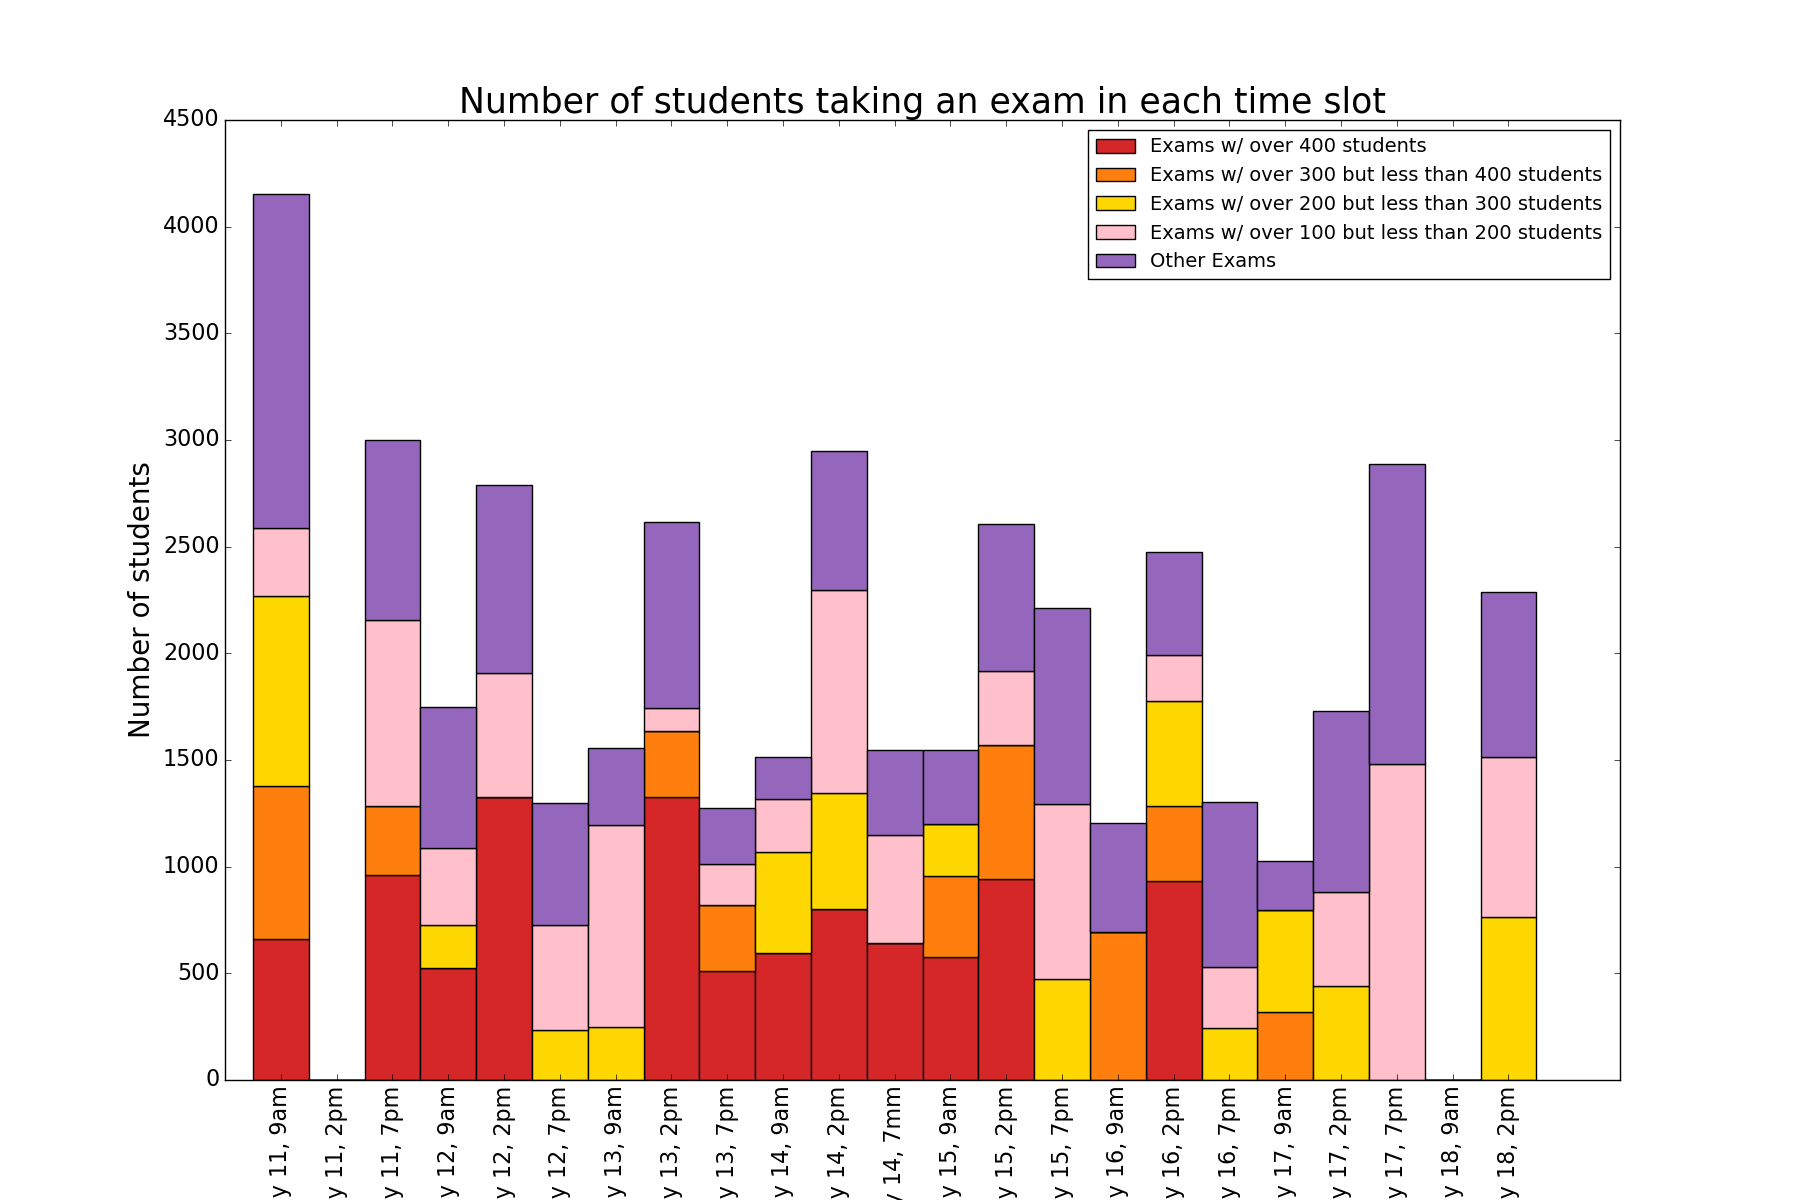 Number of students taking an exam in each time slot
4500
4000
3500
3000
2500
2000
1500
1000
500
0
Number of students
Exams w/ over 400 students
Exams w/ over 300 but less than 400 students
Exams w/ over 200 but less than 300 students
Exams w/ over 100 but less than 200 students
Other Exams
y 11, 9am
y 11, 2pm
y 11, 7pm
y 12, 9am
y 12, 2pm
y 12, 7pm
y 13, 9am
y 13, 2pm
y 13, 7pm
y 14, 9am
y 14, 2pm
y 14, 7mm
y 15, 9am
y 15, 2pm
y 15, 7pm
y 16, 9am
y 16, 2pm
y 16, 7pm
y 17, 9am
y 17, 2pm
y 17, 7pm
y 18, 9am
y 18, 2pm